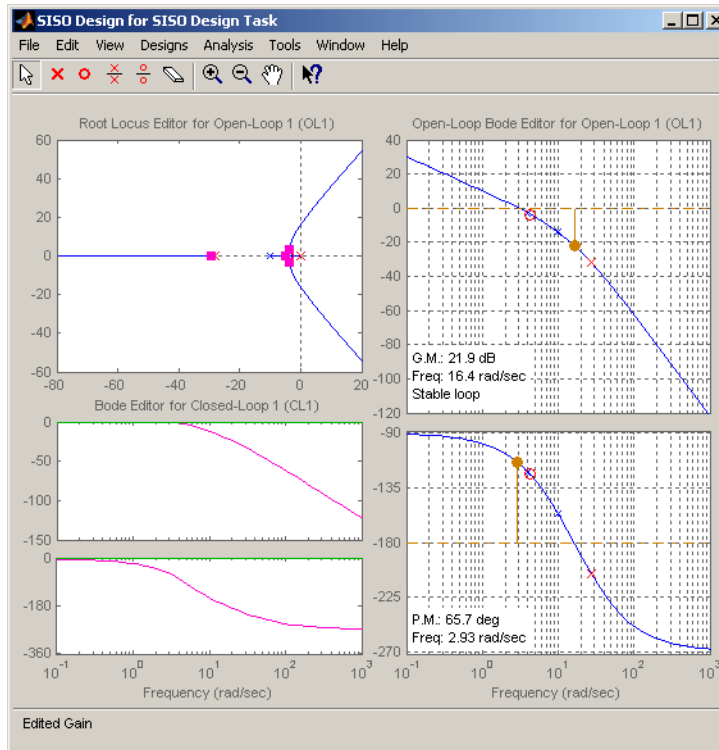 SISO Design for SISO Design Task
File Edit View Designs Analysis Tools Window Help
Root Locus Editor for Open-Loop 1 (OL1)
60
40
20
0
-20
-40
-60
-80 -60 -40 -20 0 20
Bode Editor for Closed-Loop 1 (CL1)
0
-50
-100
-150
0
-180
-360
10^-1 10^0 10^1 10^2 10^3
Frequency (rad/sec)
Open-Loop Bode Editor for Open-Loop 1 (OL1)
40
20
0
-20
-40
-60
-80
-100
-120
G.M.: 21.9 dB
Freq: 16.4 rad/sec
Stable loop
-90
-135
-180
-225
-270
P.M.: 65.7 deg
Freq: 2.93 rad/sec
10^-1 10^0 10^1 10^2 10^3
Frequency (rad/sec)
Edited Gain